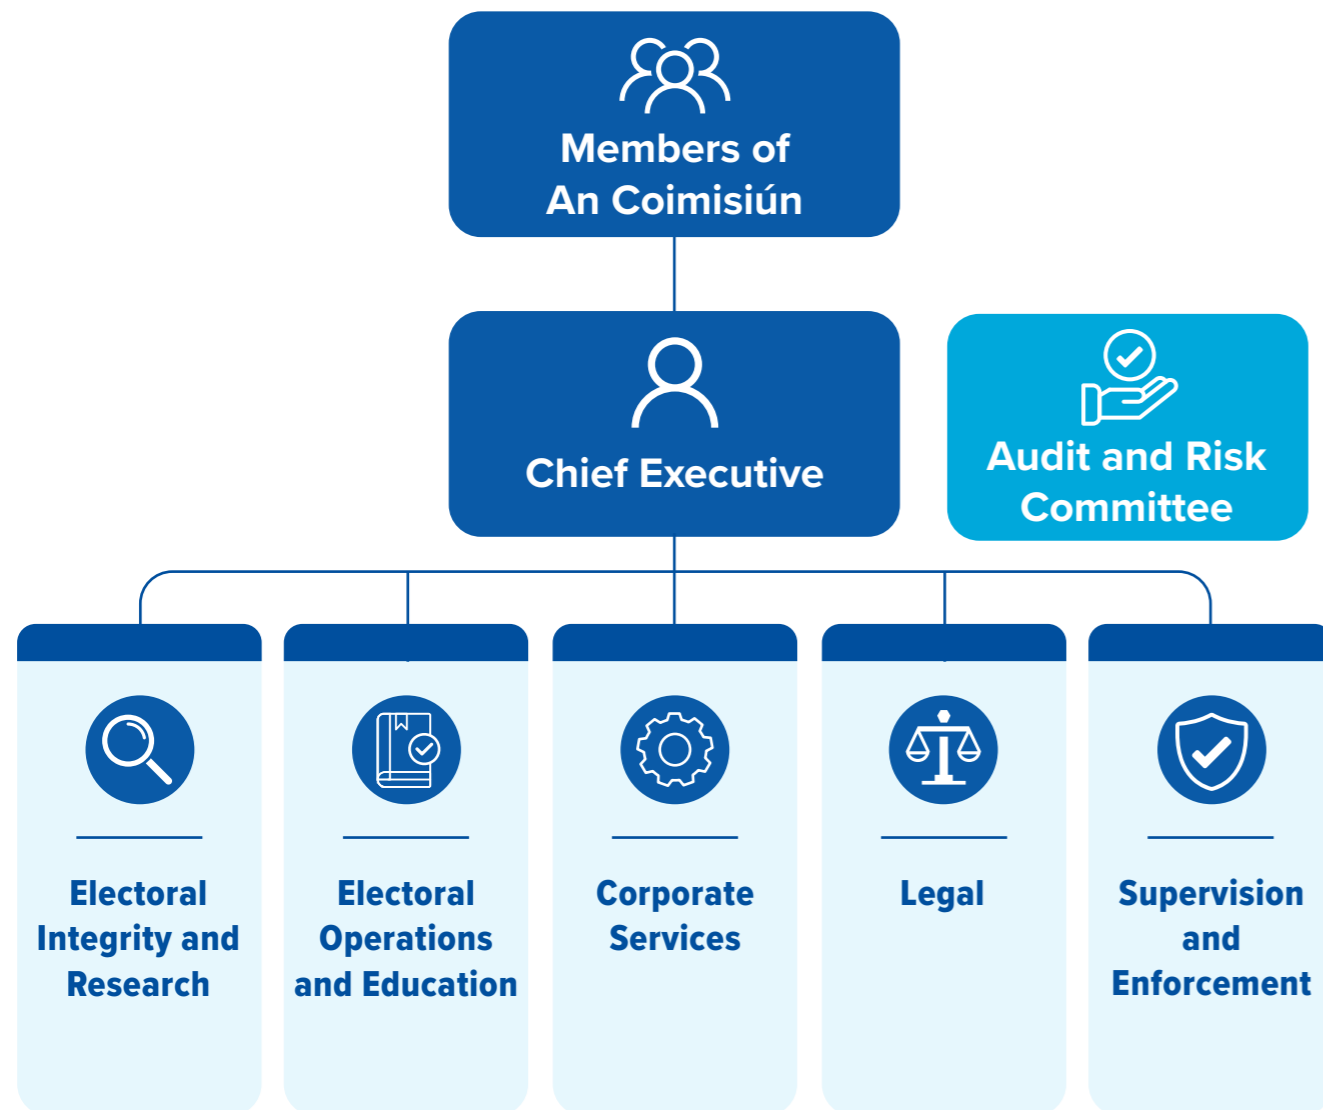 Members of
An Coimisiún
Chief Executive
Audit and Risk
Committee
Electoral
Integrity and
Research
Electoral
Operations
and Education
Corporate
Services
Legal
Supervision
and
Enforcement